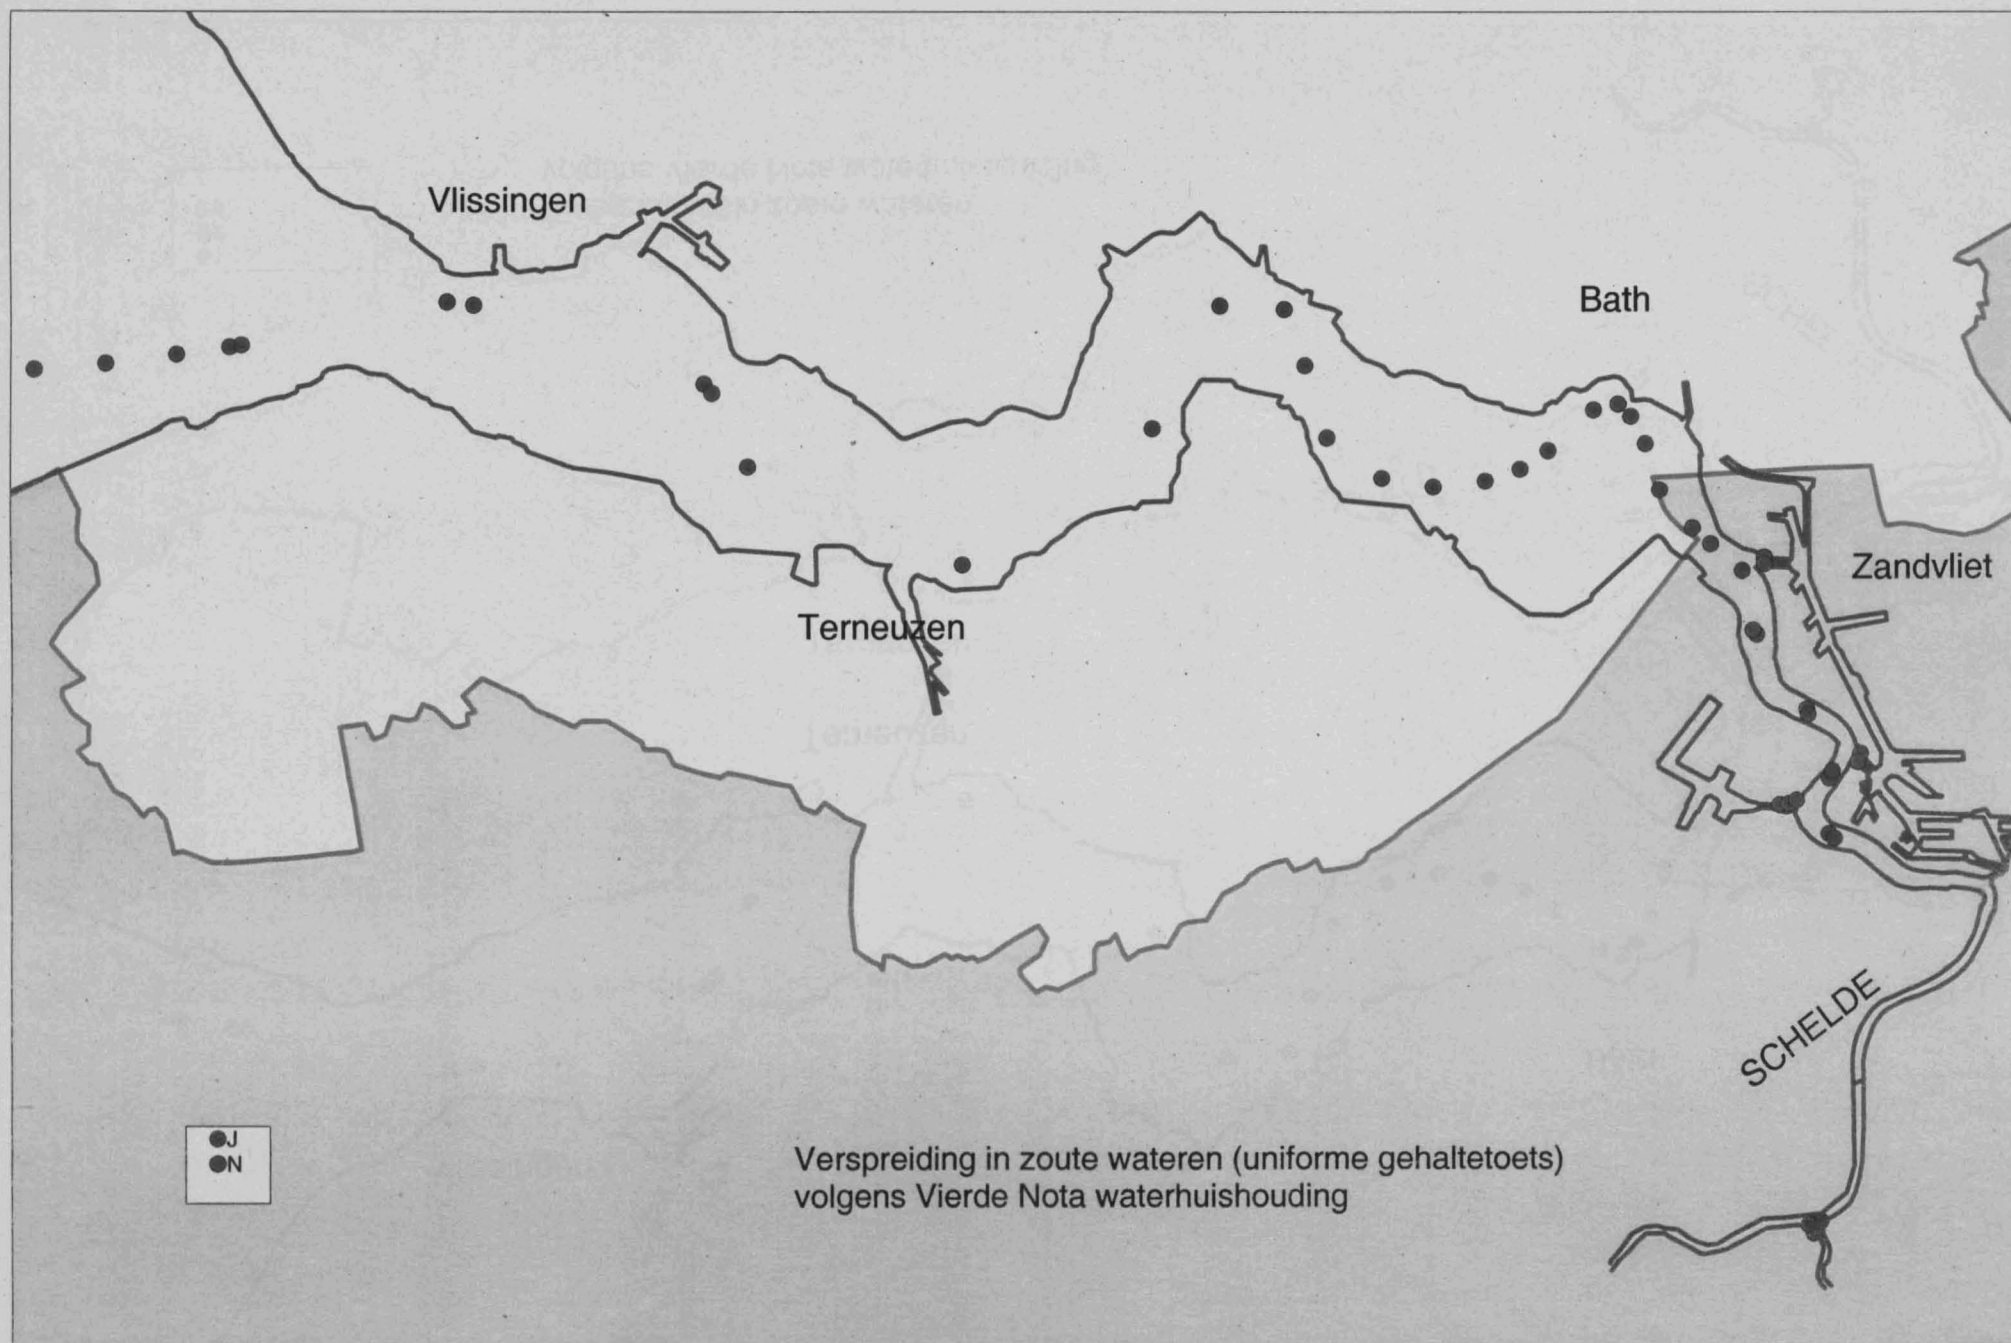 Vlissingen
Bath
Zandvliet
Terneuzen
SCHELDE
J
N
Verspreiding in zoute wateren (uniforme gehaltetoets)
volgens Vierde Nota waterhuishouding